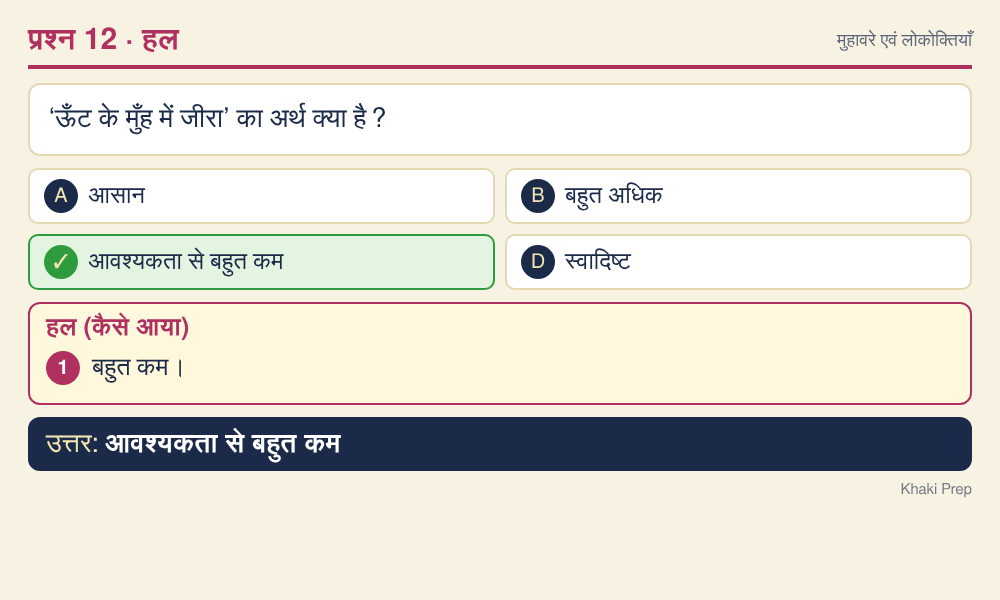 प्रश्न 12 · हल
मुहावरे एवं लोकोक्तियाँ
‘ऊँट के मुँह में जीरा’ का अर्थ क्या है ?
A आसान
B बहुत अधिक
✓ आवश्यकता से बहुत कम
D स्वादिष्ट
हल (कैसे आया)
1 बहुत कम ।
उत्तर: आवश्यकता से बहुत कम
Khaki Prep